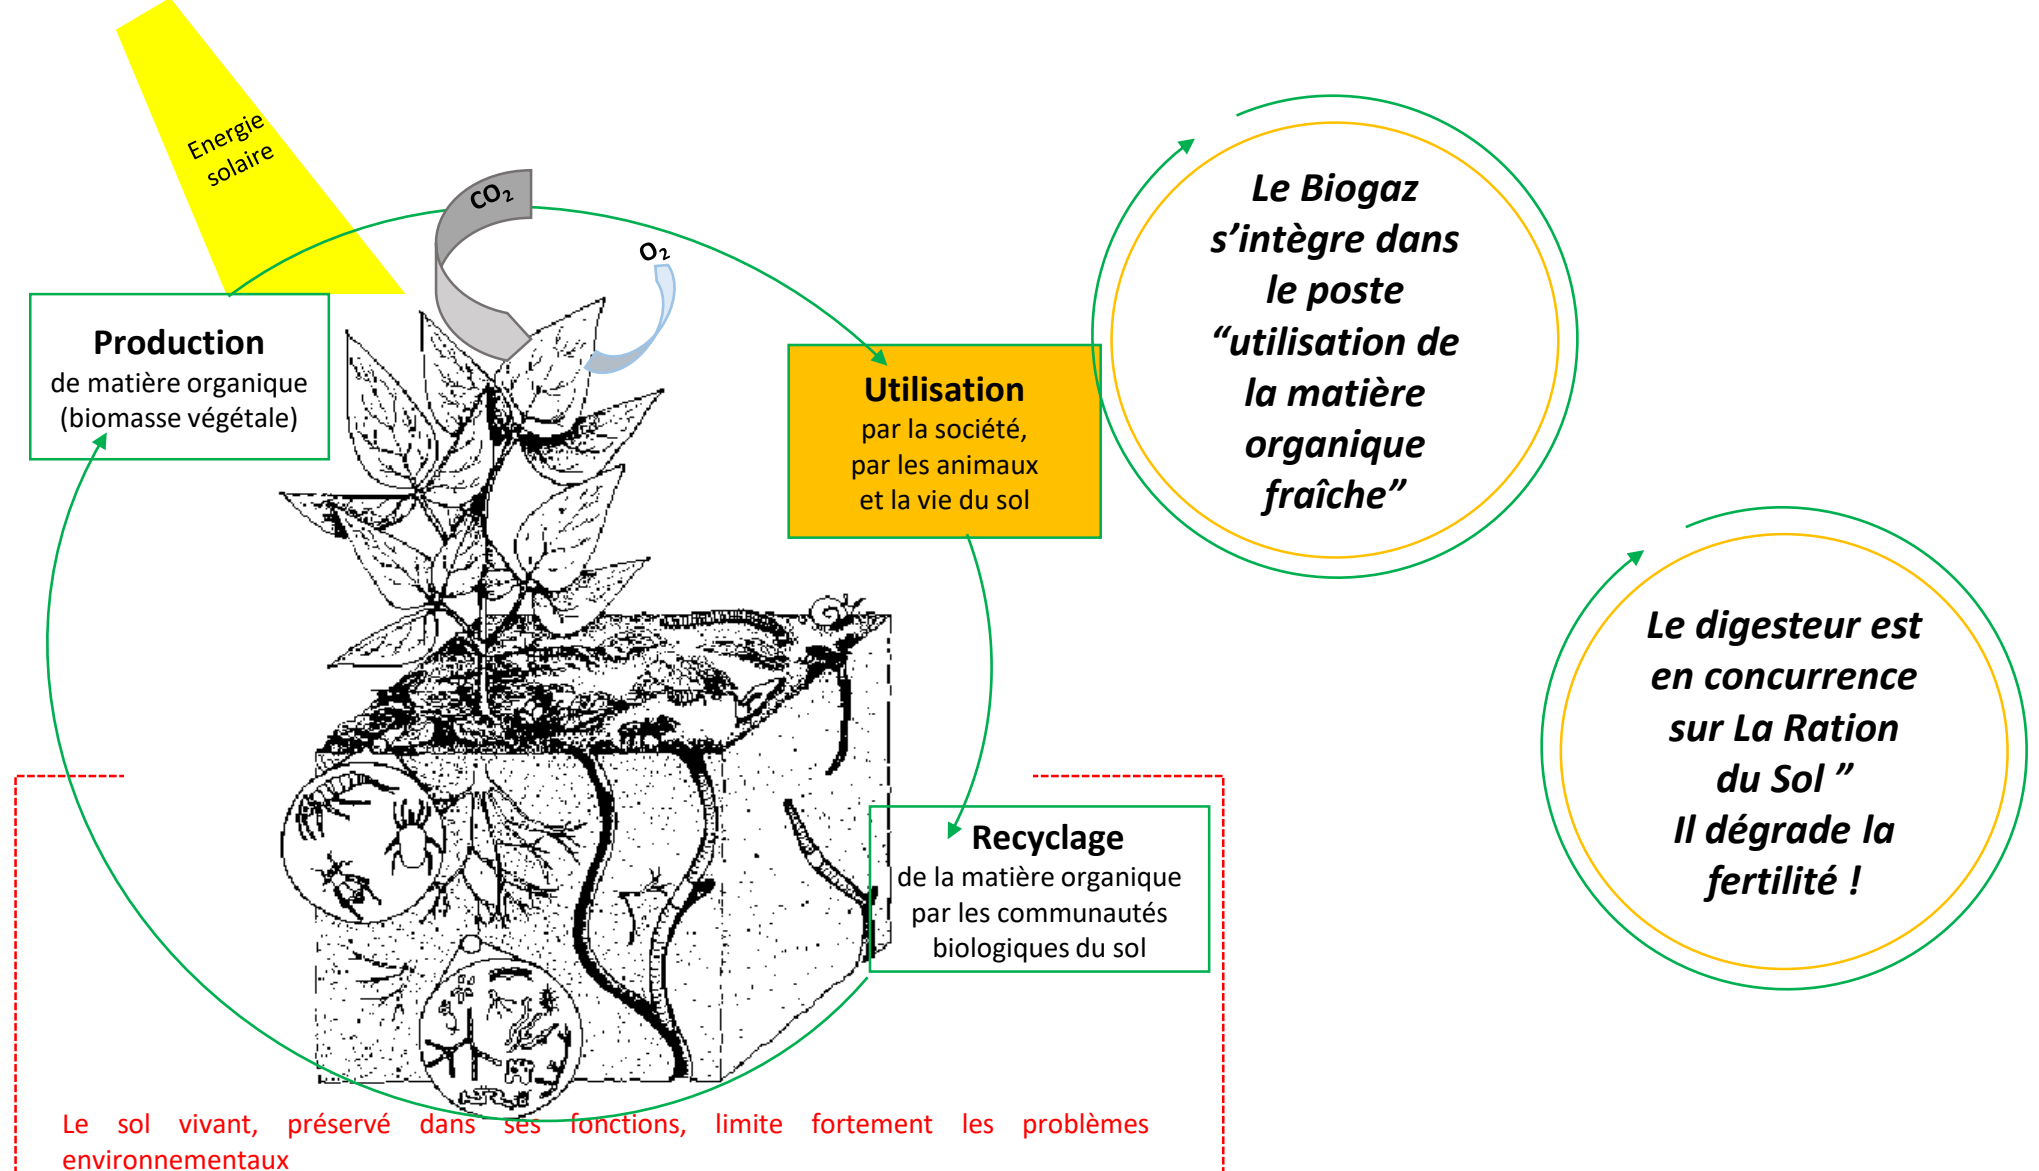 Energie
solaire
CO₂
O₂
Production
de matière organique
(biomasse végétale)
Utilisation
par la société,
par les animaux
et la vie du sol
Le Biogaz
s’intègre dans
le poste
“utilisation de
la matière
organique
fraîche”
Le digesteur est
en concurrence
sur La Ration
du Sol ”
Il dégrade la
fertilité !
Recyclage
de la matière organique
par les communautés
biologiques du sol
Le sol vivant, préservé dans ses fonctions, limite fortement les problèmes
environnementaux